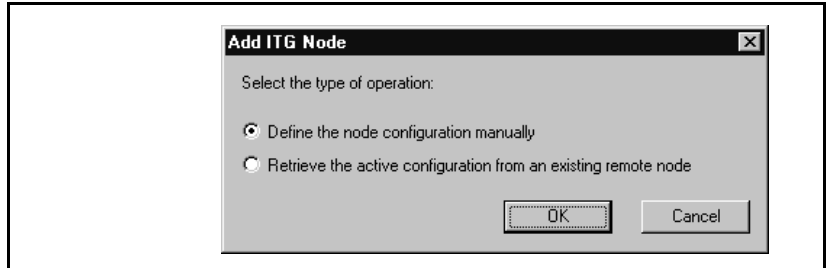 Add ITG Node
Select the type of operation:
Define the node configuration manually
Retrieve the active configuration from an existing remote node
OK Cancel